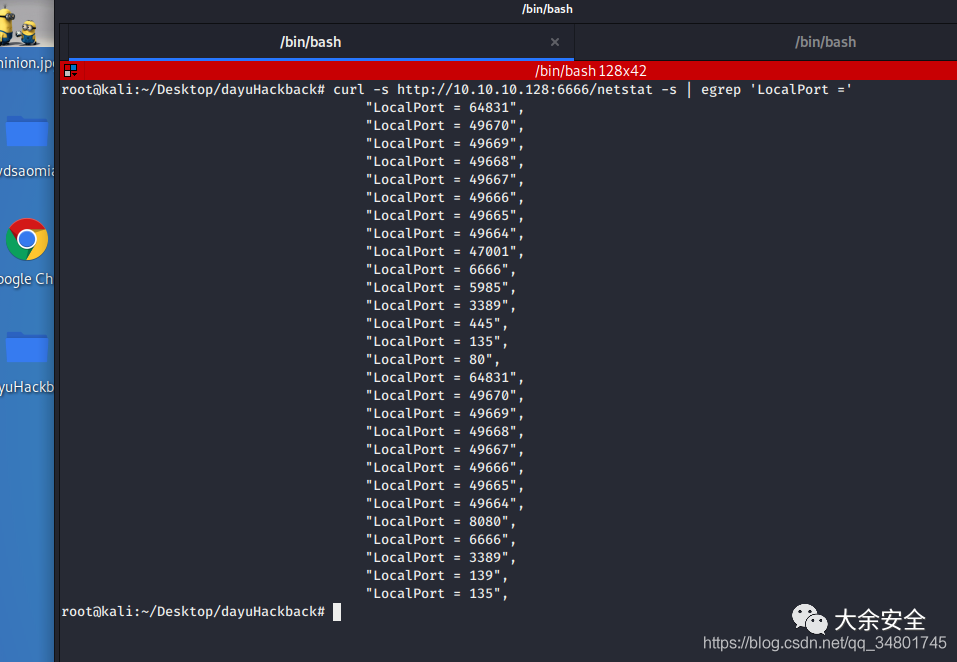 /bin/bash
/bin/bash ×
/bin/bash
/bin/bash 128x42
root@kali:~/Desktop/dayuHackback# curl -s http://10.10.10.128:6666/netstat -s | egrep 'LocalPort ='
"LocalPort = 64831",
"LocalPort = 49670",
"LocalPort = 49669",
"LocalPort = 49668",
"LocalPort = 49667",
"LocalPort = 49666",
"LocalPort = 49665",
"LocalPort = 49664",
"LocalPort = 47001",
"LocalPort = 6666",
"LocalPort = 5985",
"LocalPort = 3389",
"LocalPort = 445",
"LocalPort = 135",
"LocalPort = 80",
"LocalPort = 64831",
"LocalPort = 49670",
"LocalPort = 49669",
"LocalPort = 49668",
"LocalPort = 49667",
"LocalPort = 49666",
"LocalPort = 49665",
"LocalPort = 49664",
"LocalPort = 8080",
"LocalPort = 6666",
"LocalPort = 3389",
"LocalPort = 139",
"LocalPort = 135",
root@kali:~/Desktop/dayuHackback#
inion.jp
vdsaomia
oogle Ch
yuHackb
大余安全
https://blog.csdn.net/qq_34801745